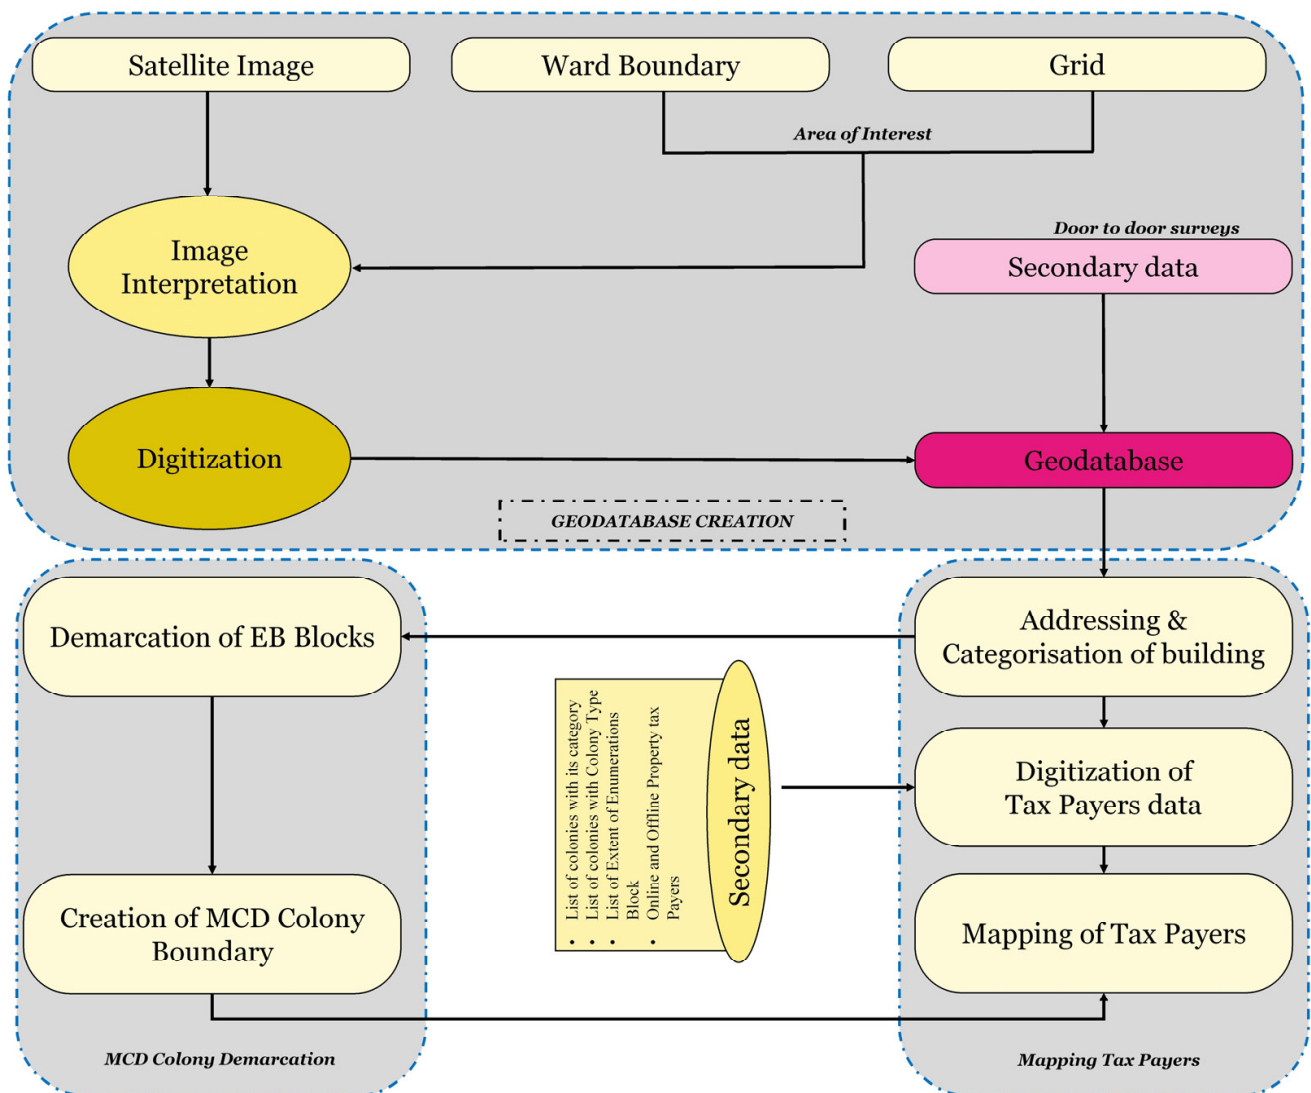 Satellite Image
Ward Boundary
Grid
Area of Interest
Image
Interpretation
Door to door surveys
Secondary data
Digitization
Geodatabase
GEODATABASE CREATION
Demarcation of EB Blocks
Addressing &
Categorisation of building
• List of colonies with its category
• List of colonies with Colony Type
• List of Extent of Enumerations
Block
• Online and Offline Property tax
Payers
Secondary data
Digitization of
Tax Payers data
Creation of MCD Colony
Boundary
Mapping of Tax Payers
MCD Colony Demarcation
Mapping Tax Payers